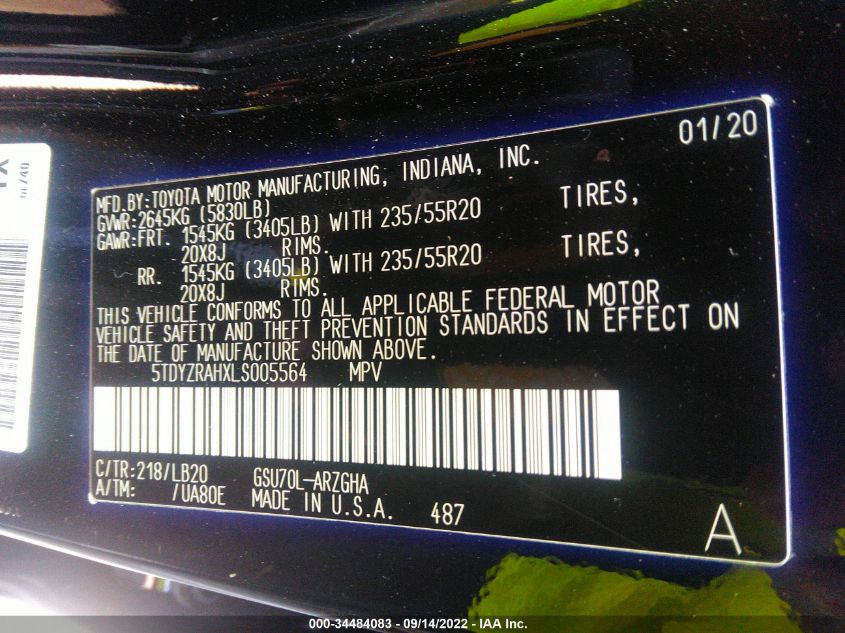 01/20
MFD.BY:TOYOTA MOTOR MANUFACTURING, INDIANA, INC.
GVWR:2645KG (5830LB)
GAWR:FRT. 1545KG (3405LB) WITH 235/55R20 TIRES,
20X8J RIMS.
RR. 1545KG (3405LB) WITH 235/55R20 TIRES,
20X8J RIMS.
THIS VEHICLE CONFORMS TO ALL APPLICABLE FEDERAL MOTOR
VEHICLE SAFETY AND THEFT PREVENTION STANDARDS IN EFFECT ON
THE DATE OF MANUFACTURE SHOWN ABOVE.
5TDYZRAHXLS005564 MPV
C/TR:218/LB20 GSU70L-ARZGHA
A/TM: /UA80E MADE IN U.S.A. 487
A
000-34484083 - 09/14/2022 - IAA Inc.